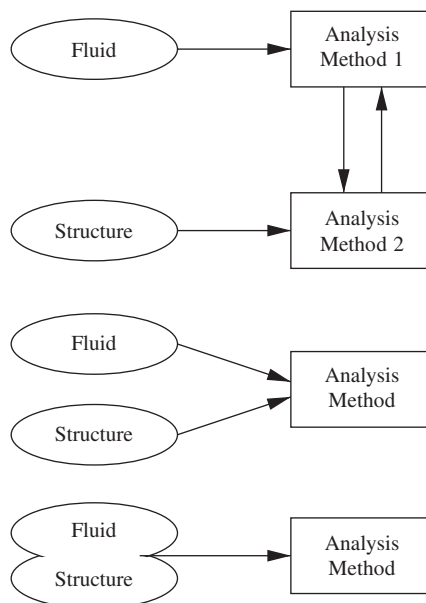 Fluid
Analysis
Method 1
Structure
Analysis
Method 2
Fluid
Structure
Analysis
Method
Fluid
Structure
Analysis
Method